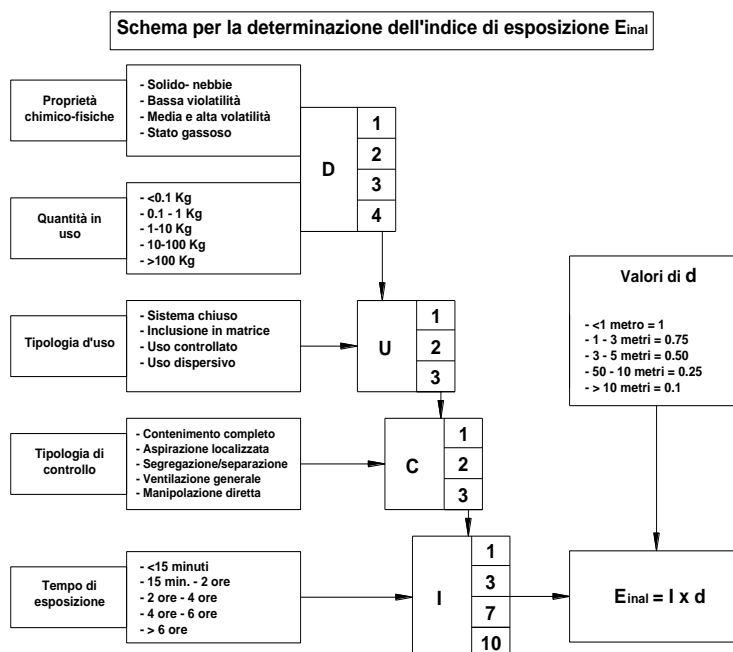 Schema per la determinazione dell'indice di esposizione Einal
Proprietà
chimico-fisiche
- Solido- nebbie
- Bassa violatilità
- Media e alta volatilità
- Stato gassoso
Quantità in
uso
- <0.1 Kg
- 0.1 - 1 Kg
- 1-10 Kg
- 10-100 Kg
- >100 Kg
D
1
2
3
4
Tipologia d'uso
- Sistema chiuso
- Inclusione in matrice
- Uso controllato
- Uso dispersivo
U
1
2
3
Tipologia di
controllo
- Contenimento completo
- Aspirazione localizzata
- Segregazione/separazione
- Ventilazione generale
- Manipolazione diretta
C
1
2
3
Tempo di
esposizione
- <15 minuti
- 15 min. - 2 ore
- 2 ore - 4 ore
- 4 ore - 6 ore
- > 6 ore
I
1
3
7
10
Valori di d
- <1 metro = 1
- 1 - 3 metri = 0.75
- 3 - 5 metri = 0.50
- 50 - 10 metri = 0.25
- > 10 metri = 0.1
Einal = I x d